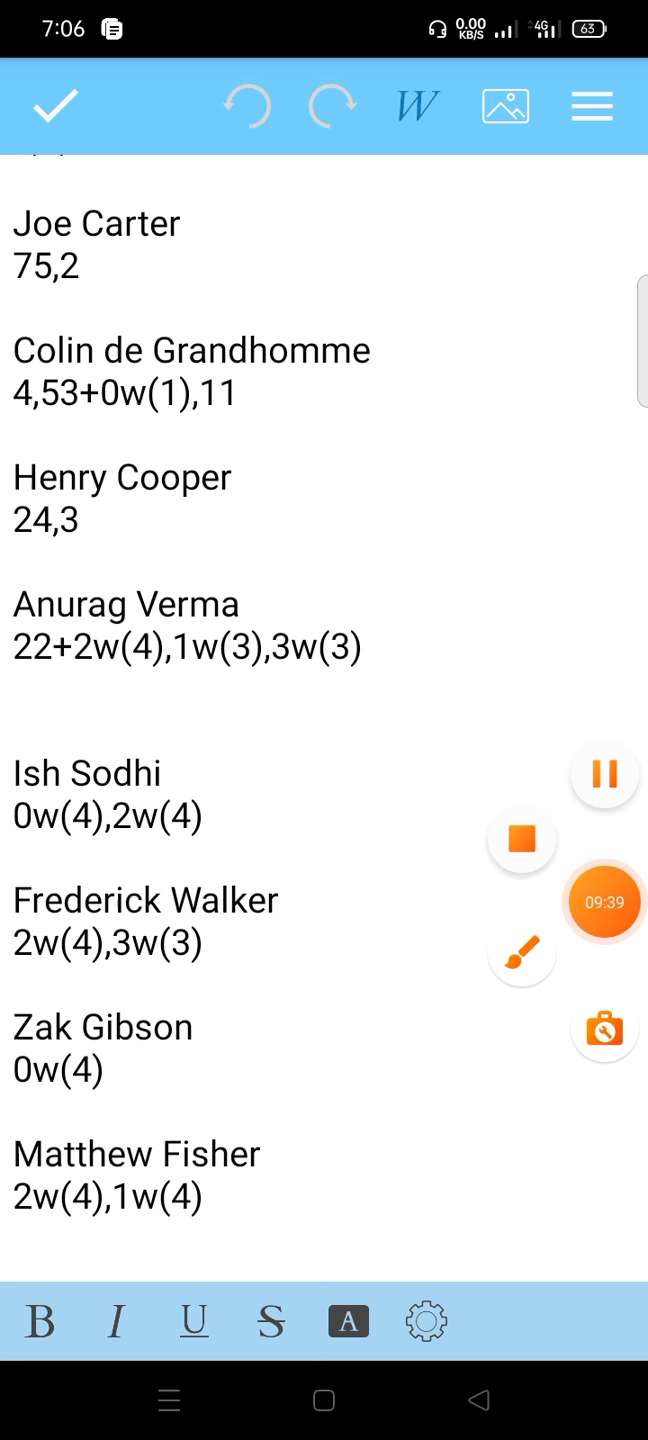 7:06
0.00
KB/S
4G
63
W
Joe Carter
75,2
Colin de Grandhomme
4,53+0w(1),11
Henry Cooper
24,3
Anurag Verma
22+2w(4),1w(3),3w(3)
Ish Sodhi
0w(4),2w(4)
Frederick Walker
2w(4),3w(3)
09:39
Zak Gibson
0w(4)
Matthew Fisher
2w(4),1w(4)
B I U S A